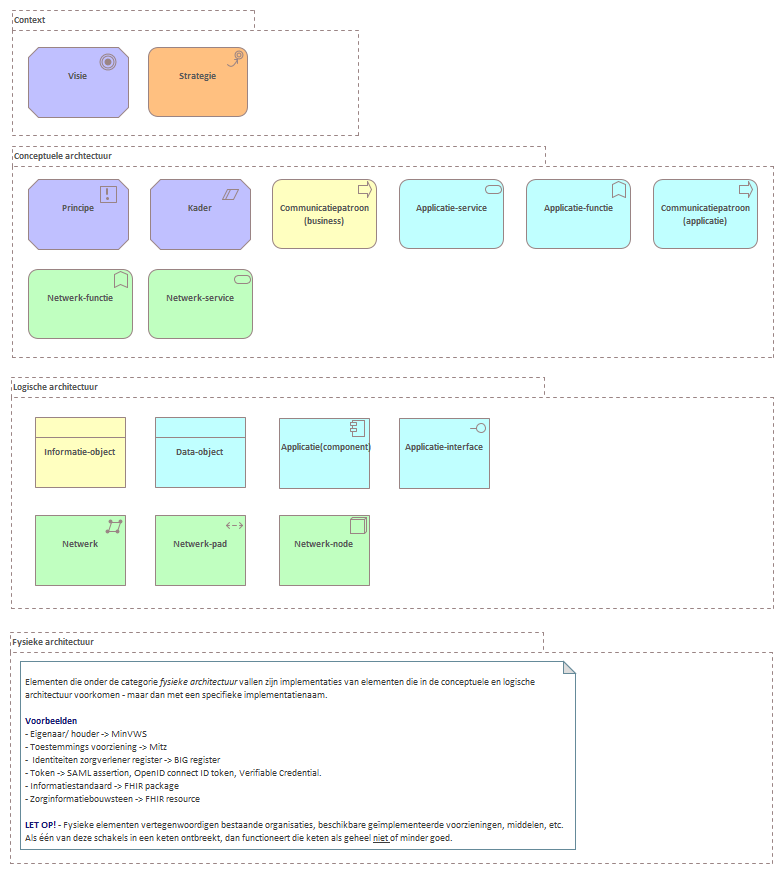 Context
Visie
Strategie
Conceptuele archtectuur
Principe
Kader
Communicatiepatroon
(business)
Applicatie-service
Applicatie-functie
Communicatiepatroon
(applicatie)
Netwerk-functie
Netwerk-service
Logische architectuur
Informatie-object
Data-object
Applicatie(component)
Applicatie-interface
Netwerk
Netwerk-pad
Netwerk-node
Fysieke architectuur
Elementen die onder de categorie fysieke architectuur vallen zijn implementaties van elementen die in de conceptuele en logische
architectuur voorkomen - maar dan met een specifieke implementatienaam.
Voorbeelden
- Eigenaar/ houder -> MinVWS
- Toestemmings voorziening -> Mitz
- Identiteiten zorgverlener register -> BIG register
- Token -> SAML assertion, OpenID connect ID token, Verifiable Credential.
- Informatiestandaard -> FHIR package
- Zorginformatiebouwsteen -> FHIR resource
LET OP! - Fysieke elementen vertegenwoordigen bestaande organisaties, beschikbare geïmplementeerde voorzieningen, middelen, etc.
Als één van deze schakels in een keten ontbreekt, dan functioneert die keten als geheel niet of minder goed.